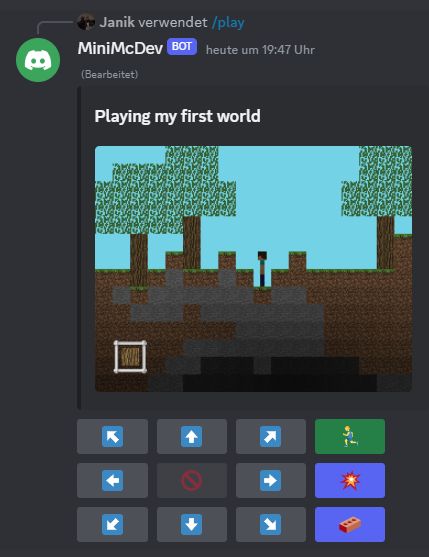 Janik verwendet /play
MiniMcDev BOT heute um 19:47 Uhr
(Bearbeitet)
Playing my first world